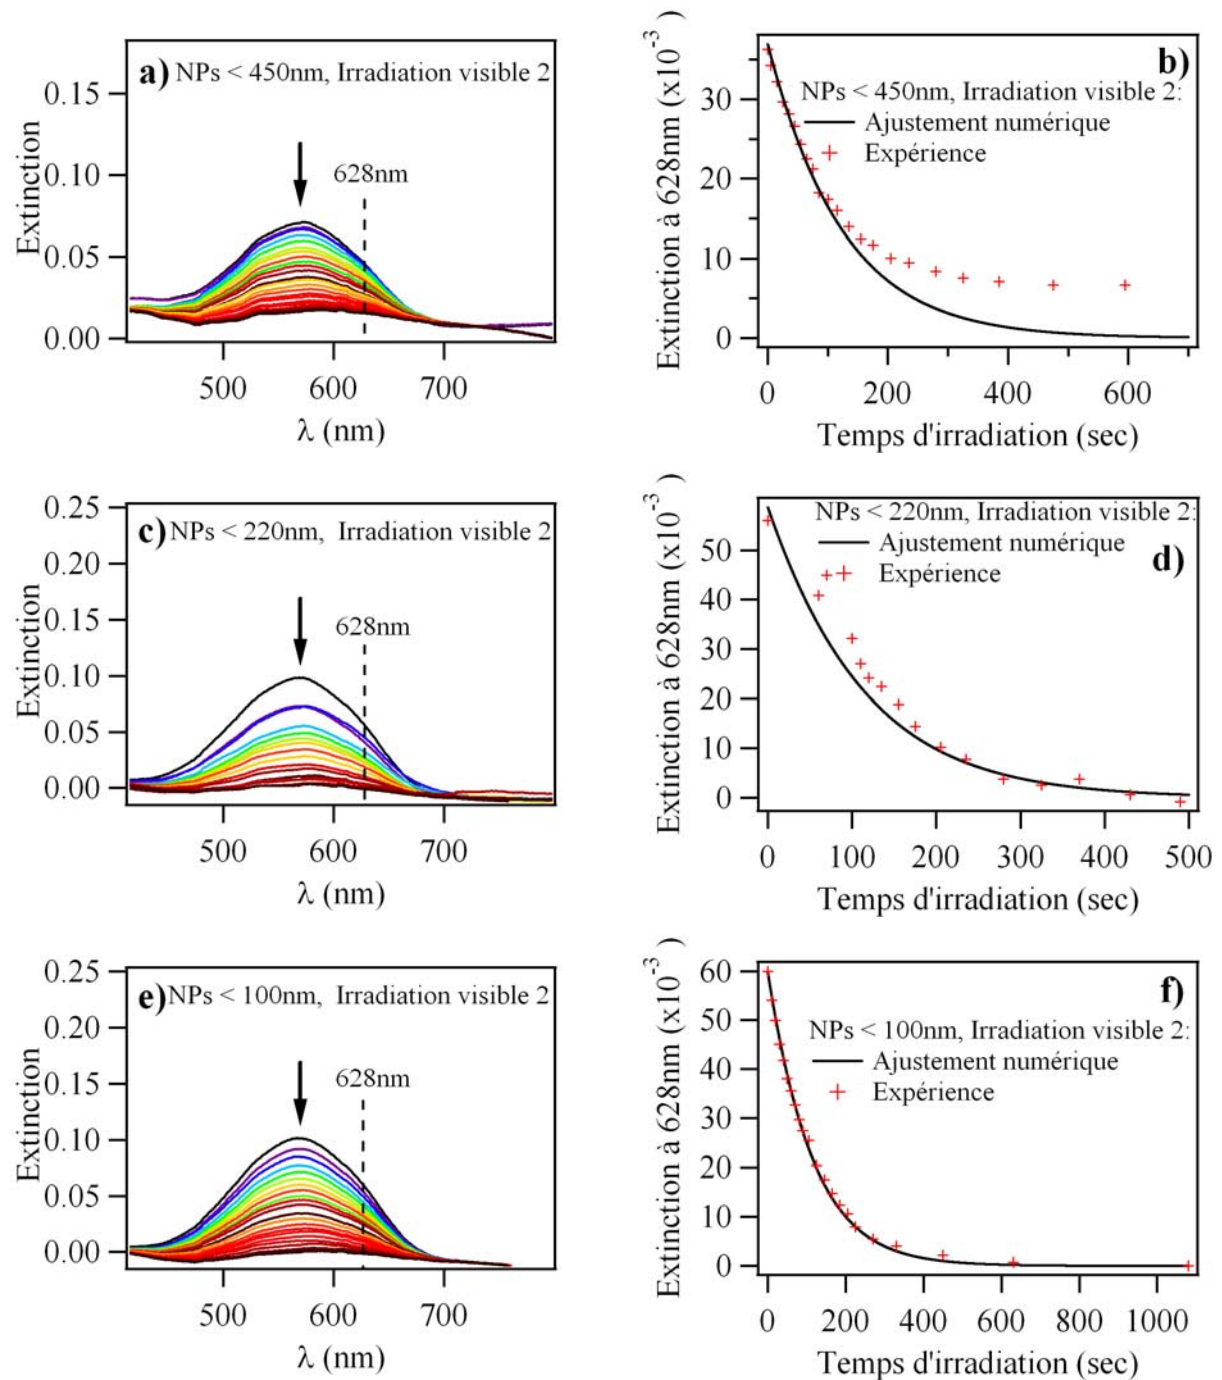 a) NPs < 450nm, Irradiation visible 2
628nm
Extinction
0.15
0.10
0.05
0.00
500 600 700
λ (nm)
b)
NPs < 450nm, Irradiation visible 2:
Ajustement numérique
Expérience
Extinction à 628nm (x10⁻³)
30
20
10
0
0 200 400 600
Temps d'irradiation (sec)
c) NPs < 220nm, Irradiation visible 2
628nm
Extinction
0.25
0.20
0.15
0.10
0.05
0.00
500 600 700
λ (nm)
NPs < 220nm, Irradiation visible 2:
Ajustement numérique
d)
Expérience
Extinction à 628nm (x10⁻³)
50
40
30
20
10
0
0 100 200 300 400 500
Temps d'irradiation (sec)
e) NPs < 100nm, Irradiation visible 2
628nm
Extinction
0.25
0.20
0.15
0.10
0.05
0.00
500 600 700
λ (nm)
f)
NPs < 100nm, Irradiation visible 2:
Ajustement numérique
Expérience
Extinction à 628nm (x10⁻³)
60
50
40
30
20
10
0
0 200 400 600 800 1000
Temps d'irradiation (sec)